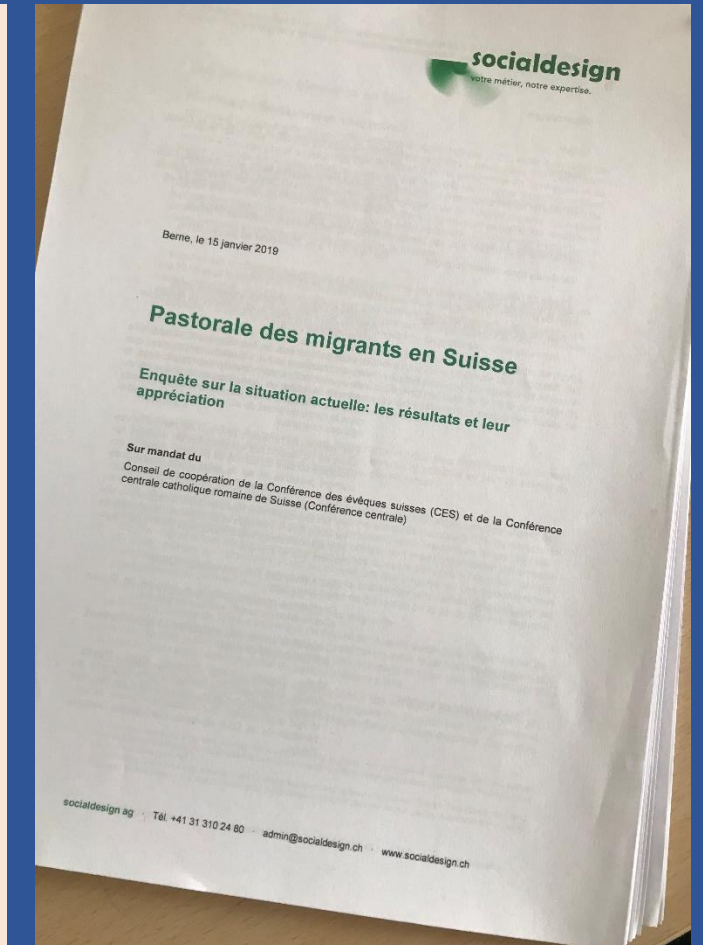 socialdesign
votre métier, notre expertise.
Berne, le 15 janvier 2019
Pastorale des migrants en Suisse
Enquête sur la situation actuelle: les résultats et leur
appréciation
Sur mandat du
Conseil de coopération de la Conférence des évêques suisses (CES) et de la Conférence
centrale catholique romaine de Suisse (Conférence centrale)
socialdesign ag · Tél. +41 31 310 24 80 · admin@socialdesign.ch · www.socialdesign.ch